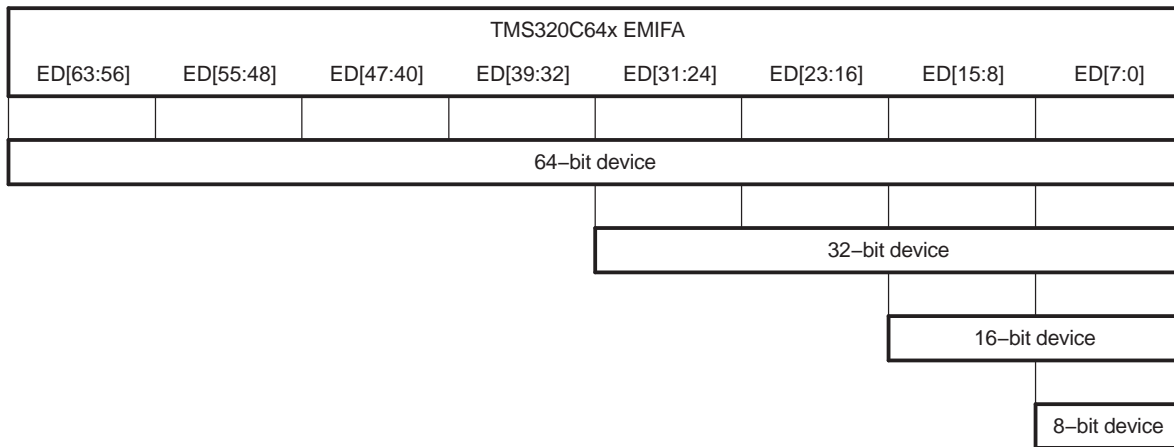 TMS320C64x EMIFA
ED[63:56] ED[55:48] ED[47:40] ED[39:32] ED[31:24] ED[23:16] ED[15:8] ED[7:0]
64−bit device
32−bit device
16−bit device
8−bit device